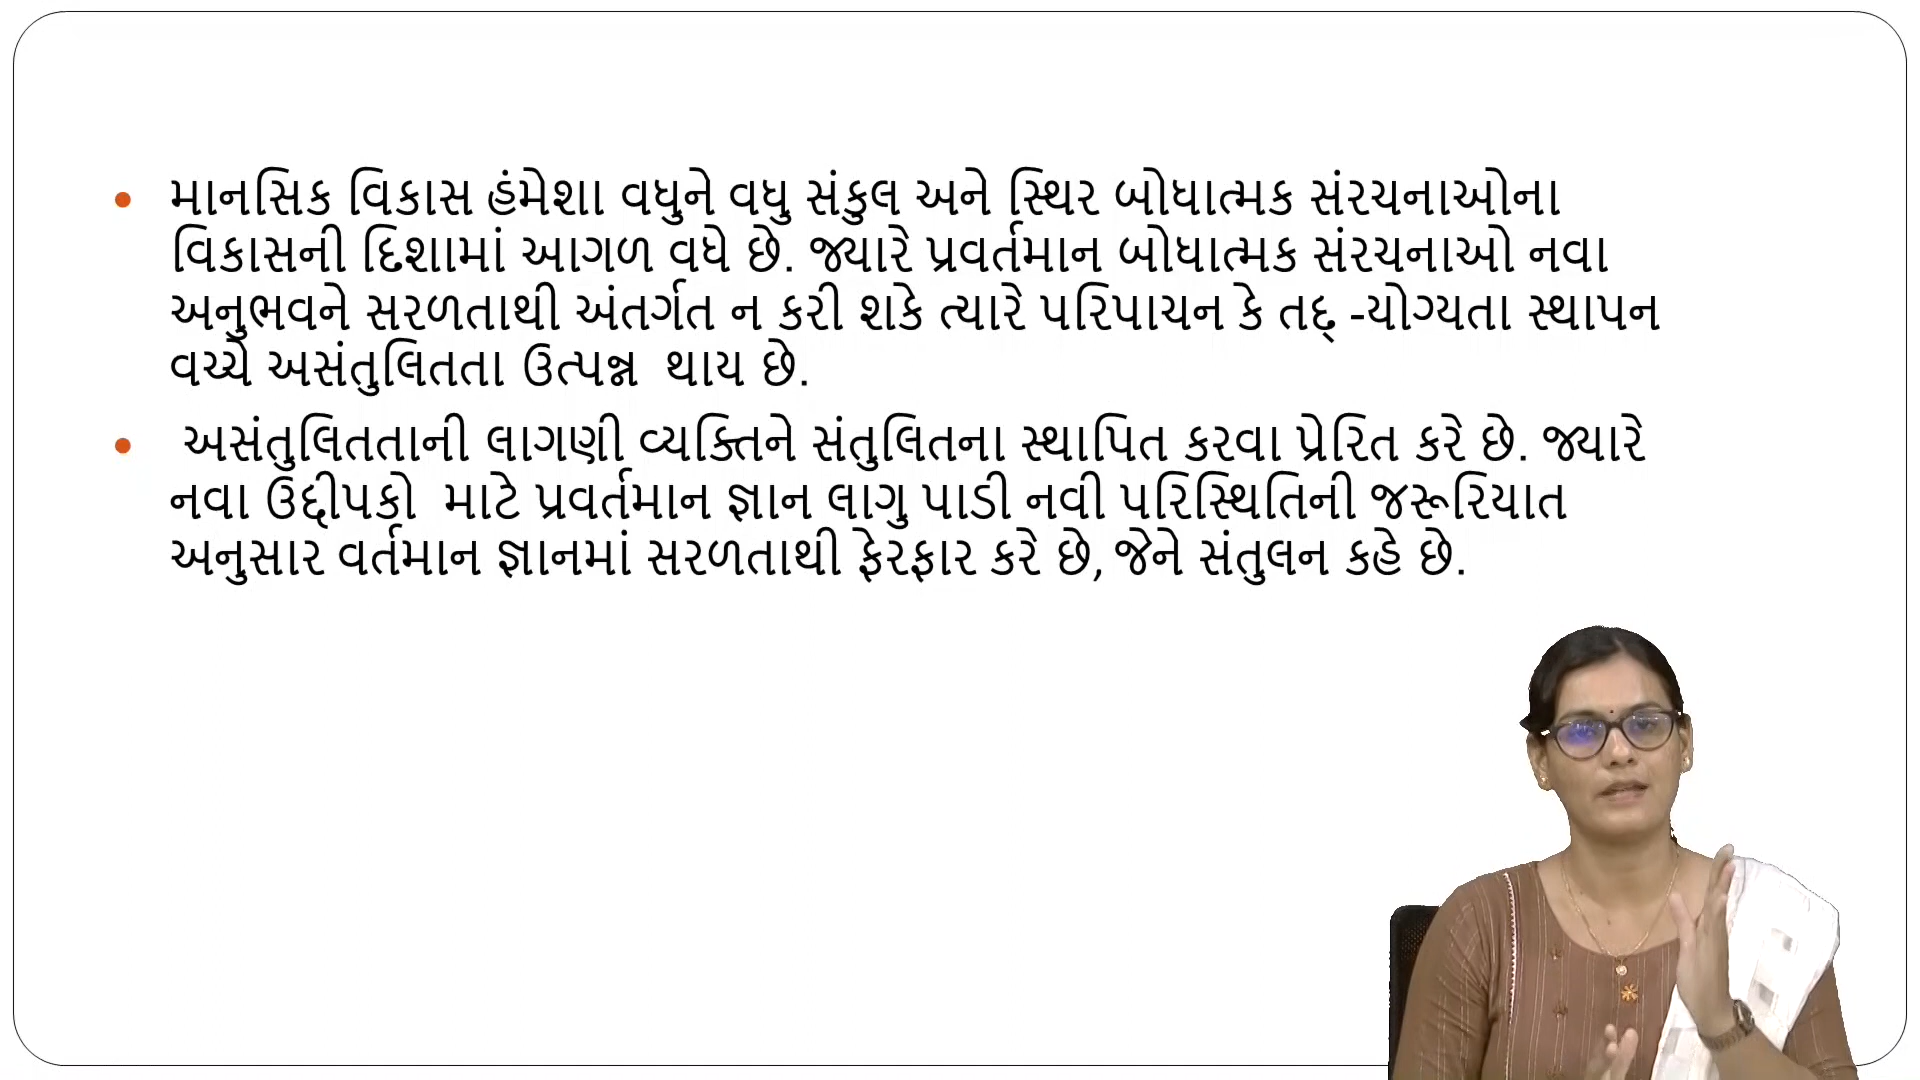 • માનસિક વિકાસ હંમેશા વધુને વધુ સંકુલ અને સ્થિર બોધાત્મક સંરચનાઓના
વિકાસની દિશામાં આગળ વધે છે. જ્યારે પ્રવર્તમાન બોધાત્મક સંરચનાઓ નવા
અનુભવને સરળતાથી અંતર્ગત ન કરી શકે ત્યારે પરિપાચન કે તદ્ -યોગ્યતા સ્થાપન
વચ્ચે અસંતુલિતતા ઉત્પન્ન થાય છે.
• અસંતુલિતતાની લાગણી વ્યક્તિને સંતુલિતના સ્થાપિત કરવા પ્રેરિત કરે છે. જ્યારે
નવા ઉદ્દીપકો માટે પ્રવર્તમાન જ્ઞાન લાગુ પાડી નવી પરિસ્થિતિની જરૂરિયાત
અનુસાર વર્તમાન જ્ઞાનમાં સરળતાથી ફેરફાર કરે છે, જેને સંતુલન કહે છે.